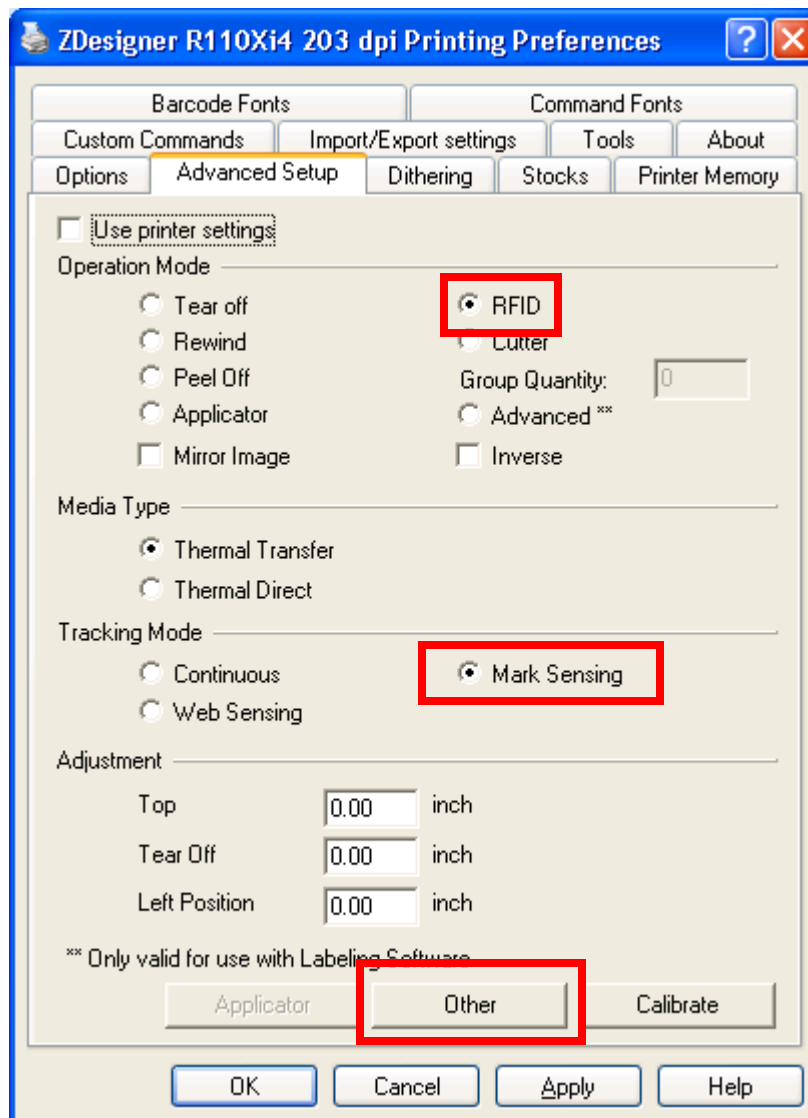 ZDesigner R110Xi4 203 dpi Printing Preferences
Barcode Fonts Command Fonts
Custom Commands Import/Export settings Tools About
Options Advanced Setup Dithering Stocks Printer Memory
Use printer settings
Operation Mode
Tear off RFID
Rewind Cutter
Peel Off Group Quantity: 0
Applicator Advanced **
Mirror Image Inverse
Media Type
Thermal Transfer
Thermal Direct
Tracking Mode
Continuous Mark Sensing
Web Sensing
Adjustment
Top 0.00 inch
Tear Off 0.00 inch
Left Position 0.00 inch
** Only valid for use with Labeling Software
Applicator Other Calibrate
OK Cancel Apply Help